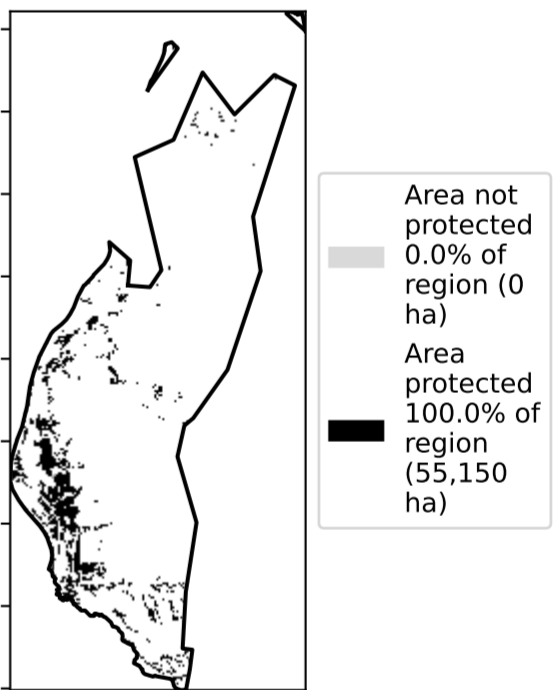 Area not
protected
0.0% of
region (0
ha)
Area
protected
100.0% of
region
(55,150
ha)